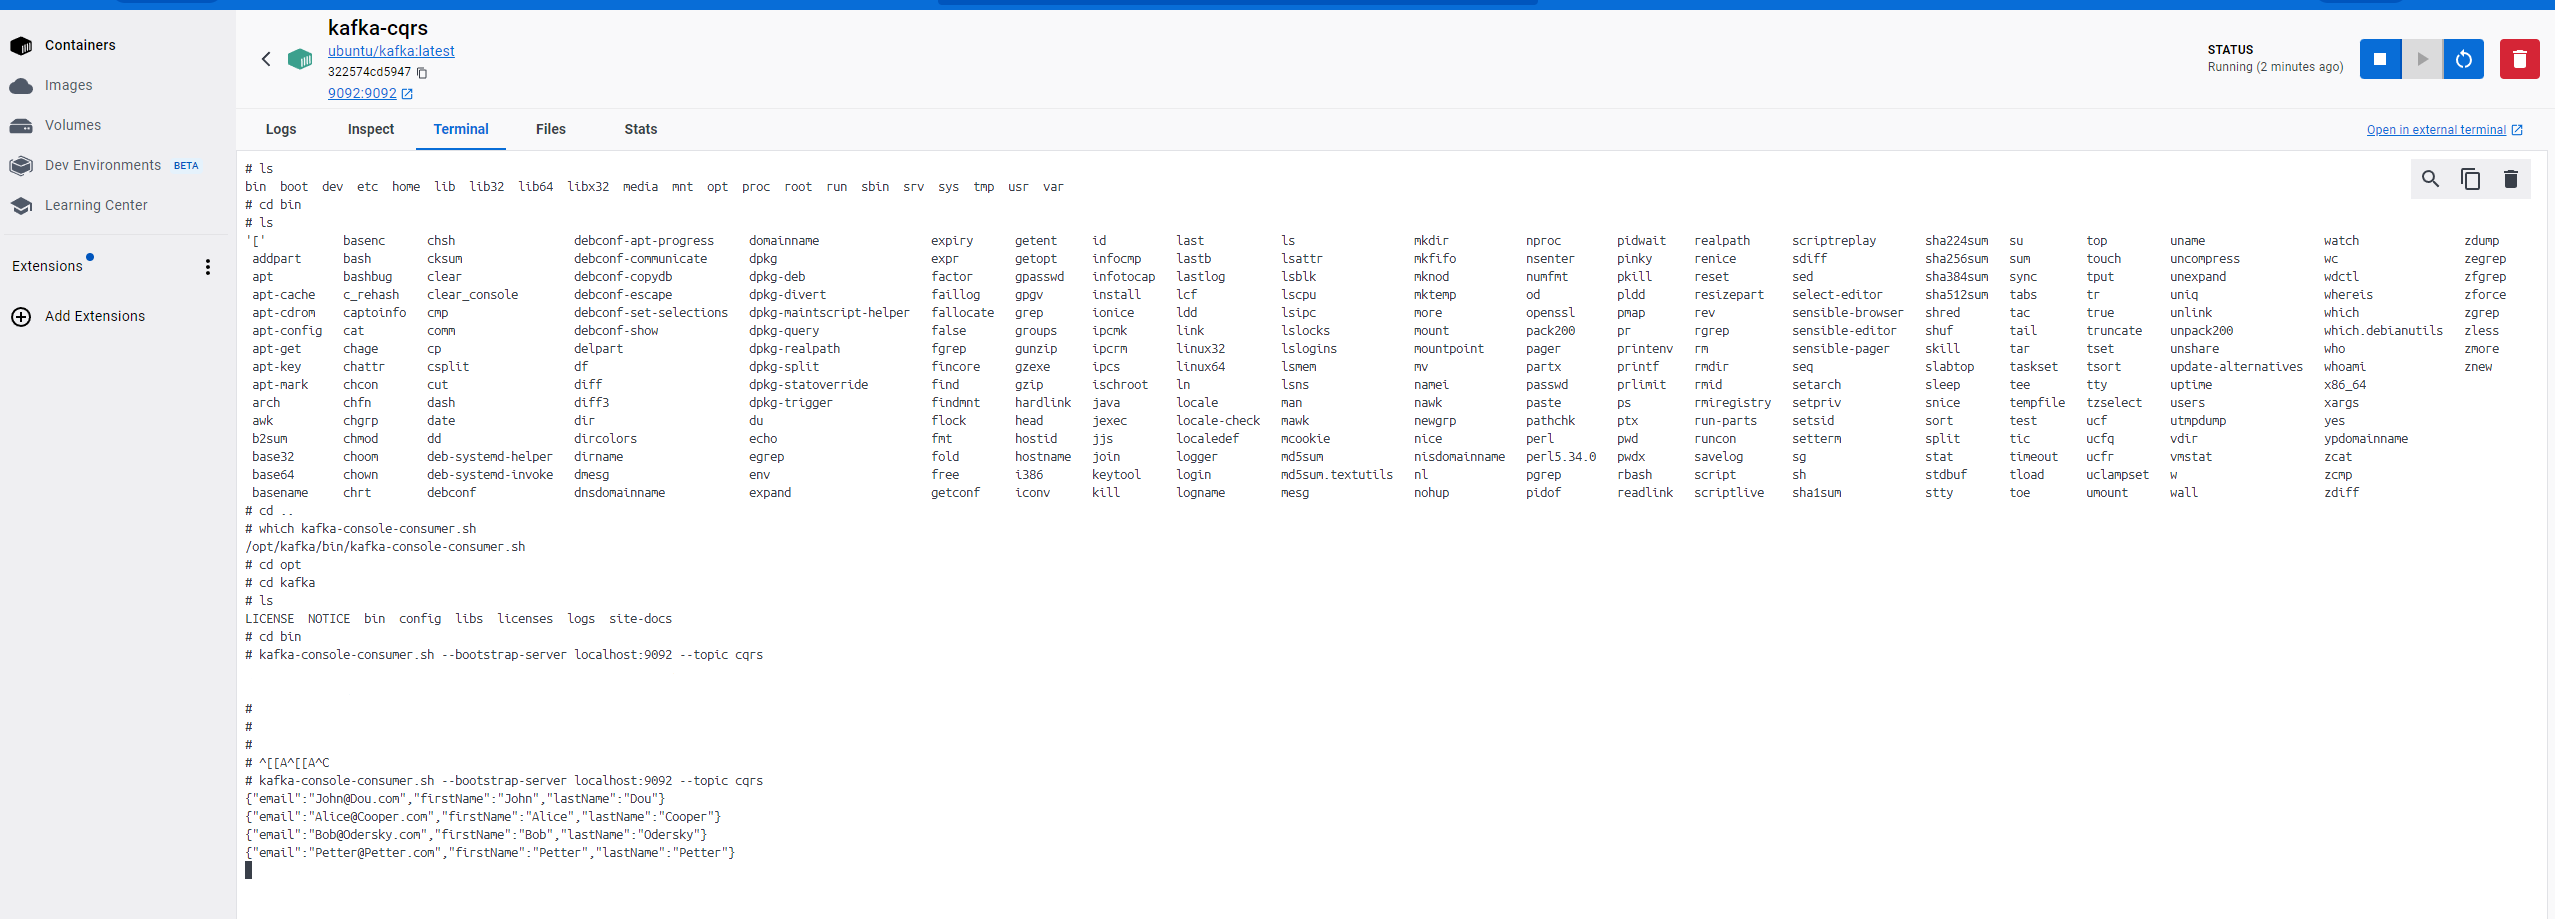 kafka-cqrs
ubuntu/kafka:latest
322574cd5947
9092:9092
STATUS
Running (2 minutes ago)
Containers
Images
Volumes
Dev Environments BETA
Learning Center
Extensions
Add Extensions
Logs Inspect Terminal Files Stats
Open in external terminal
# ls
bin boot dev etc home lib lib32 lib64 libx32 media mnt opt proc root run sbin srv sys tmp usr var
# cd bin
# ls
'[' basenc chsh debconf-apt-progress domainname expiry getent id last ls mkdir nproc pidwait realpath scriptreplay sha224sum su top uname watch zdump
addpart bash cksum debconf-communicate dpkg expr getopt infocmp lastb lsattr mkfifo nsenter pinky renice sdiff sha256sum sum touch uncompress wc zegrep
apt bashbug clear debconf-copydb dpkg-deb factor gpasswd infotocap lastlog lsblk mknod numfmt pkill reset sed sha384sum sync tput unexpand wdctl zfgrep
apt-cache c_rehash clear_console debconf-escape dpkg-divert faillog gpgv install lcf lscpu mktemp od pldd resizepart select-editor sha512sum tabs tr uniq whereis zforce
apt-cdrom captoinfo cmp debconf-set-selections dpkg-maintscript-helper fallocate grep ionice ldd lsipc more openssl pmap rev sensible-browser shred tac true unlink which zgrep
apt-config cat comm debconf-show dpkg-query false groups ipcmk link lslocks mount pack200 pr rgrep sensible-editor shuf tail truncate unpack200 which.debianutils zless
apt-get chage cp delpart dpkg-realpath fgrep gunzip ipcrm linux32 lslogins mountpoint pager printenv rm sensible-pager skill tar tset unshare who zmore
apt-key chattr csplit df dpkg-split fincore gzexe ipcs linux64 lsmem mv partx printf rmdir seq slabtop taskset tsort update-alternatives whoami znew
apt-mark chcon cut diff dpkg-statoverride find gzip ischroot ln lsns namei passwd prlimit rmid setarch sleep tee tty uptime x86_64
arch chfn dash diff3 dpkg-trigger findmnt hardlink java locale man nawk paste ps rmiregistry setpriv snice tempfile tzselect users xargs
awk chgrp date dir du flock head jexec locale-check mawk newgrp pathchk ptx run-parts setsid sort test ucf utmpdump yes
b2sum chmod dd dircolors echo fmt hostid jjs localedef mcookie nice perl pwd runcon setterm split tic ucfq vdir ypdomainname
base32 choom deb-systemd-helper dirname egrep fold hostname join logger md5sum nisdomainname perl5.34.0 pwdx savelog sg stat timeout ucfr vmstat zcat
base64 chown deb-systemd-invoke dmesg env free i386 keytool login md5sum.textutils nl pgrep rbash script sh stdbuf tload uclampset w zcmp
basename chrt debconf dnsdomainname expand getconf iconv kill logname mesg nohup pidof readlink scriptlive sha1sum stty toe umount wall zdiff
# cd ..
# which kafka-console-consumer.sh
/opt/kafka/bin/kafka-console-consumer.sh
# cd opt
# cd kafka
# ls
LICENSE NOTICE bin config libs licenses logs site-docs
# cd bin
# kafka-console-consumer.sh --bootstrap-server localhost:9092 --topic cqrs
#
#
#
# ^[[A^[[A^C
# kafka-console-consumer.sh --bootstrap-server localhost:9092 --topic cqrs
{"email":"John@Dou.com","firstName":"John","lastName":"Dou"}
{"email":"Alice@Cooper.com","firstName":"Alice","lastName":"Cooper"}
{"email":"Bob@Odersky.com","firstName":"Bob","lastName":"Odersky"}
{"email":"Petter@Petter.com","firstName":"Petter","lastName":"Petter"}